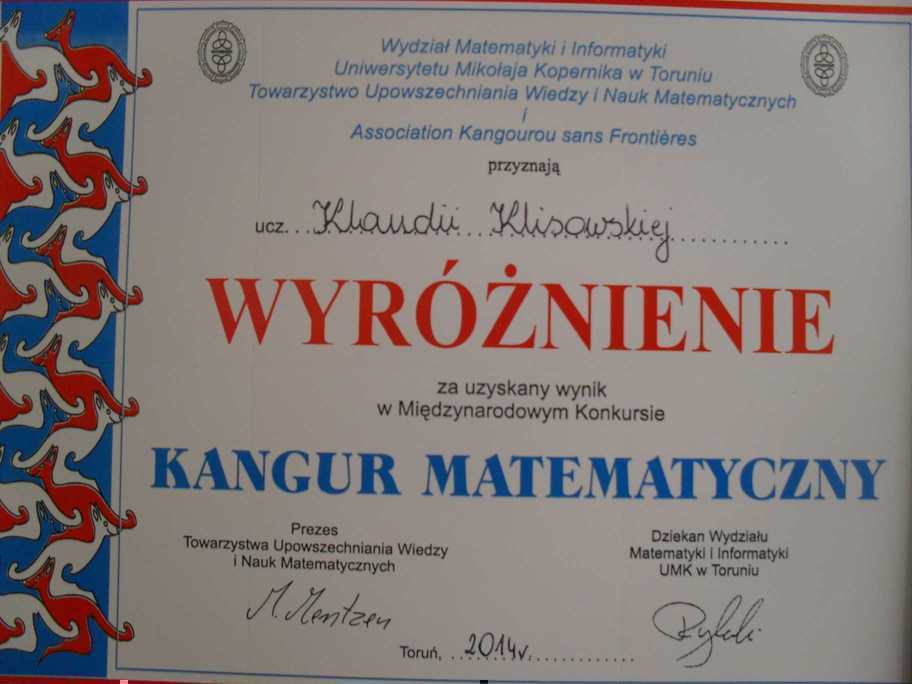 Wydział Matematyki i Informatyki
Uniwersytetu Mikołaja Kopernika w Toruniu
Towarzystwo Upowszechniania Wiedzy i Nauk Matematycznych
i
Association Kangourou sans Frontières
przyznają
ucz. Klaudii Klisowskiej
WYRÓŻNIENIE
za uzyskany wynik
w Międzynarodowym Konkursie
KANGUR MATEMATYCZNY
Prezes
Towarzystwa Upowszechniania Wiedzy
i Nauk Matematycznych
M. Mentzen
Dziekan Wydziału
Matematyki i Informatyki
UMK w Toruniu
Toruń, 2014r.